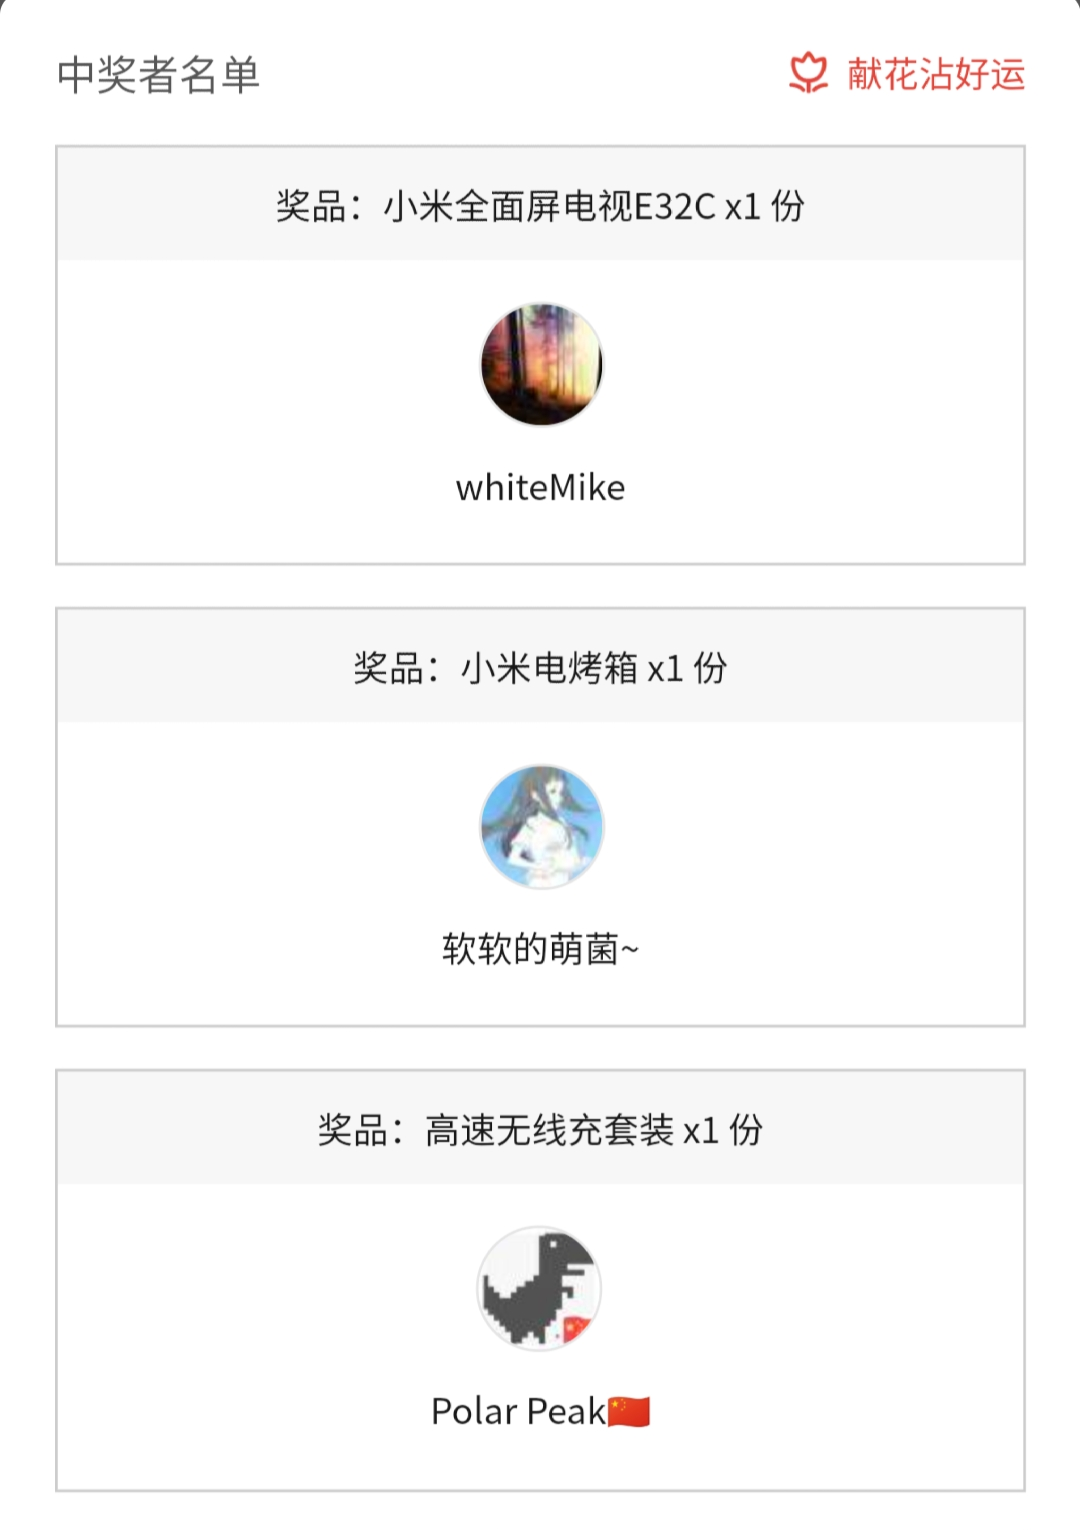 中奖者名单
献花沾好运
奖品：小米全面屏电视E32C x1 份
whiteMike
奖品：小米电烤箱 x1 份
软软的萌菌~
奖品：高速无线充套装 x1 份
Polar Peak🇨🇳